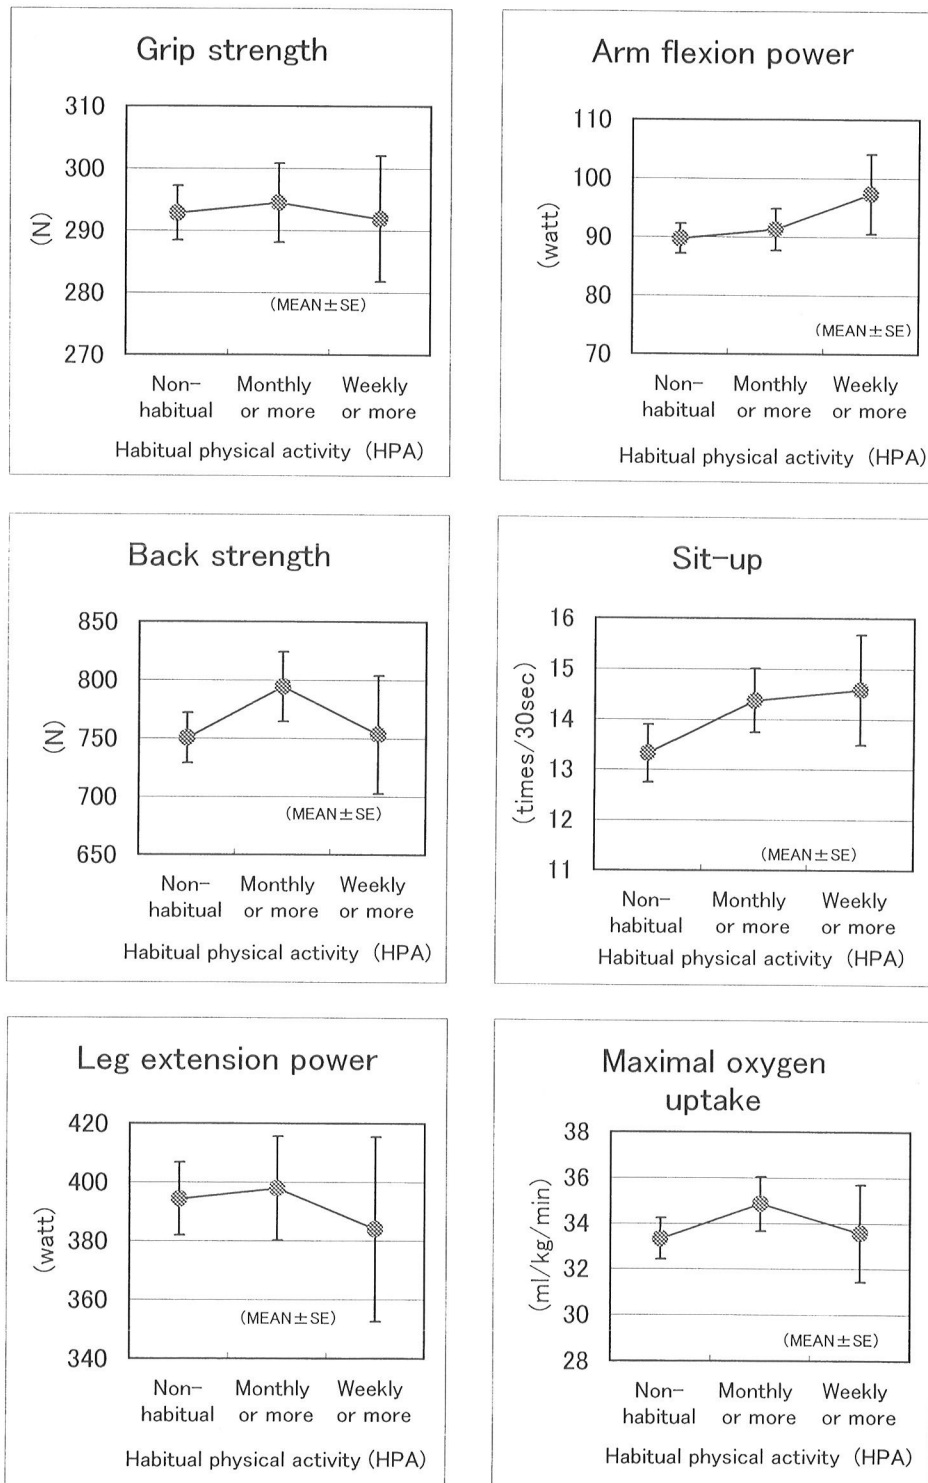 Grip strength
310
300
290
280
270
(N)
(MEAN±SE)
Non-habitual
Monthly or more
Weekly or more
Habitual physical activity (HPA)
Arm flexion power
110
100
90
80
70
(watt)
(MEAN±SE)
Non-habitual
Monthly or more
Weekly or more
Habitual physical activity (HPA)
Back strength
850
800
750
700
650
(N)
(MEAN±SE)
Non-habitual
Monthly or more
Weekly or more
Habitual physical activity (HPA)
Sit-up
16
15
14
13
12
11
(times/30sec)
(MEAN±SE)
Non-habitual
Monthly or more
Weekly or more
Habitual physical activity (HPA)
Leg extension power
420
400
380
360
340
(watt)
(MEAN±SE)
Non-habitual
Monthly or more
Weekly or more
Habitual physical activity (HPA)
Maximal oxygen
uptake
38
36
34
32
30
28
(ml/kg/min)
(MEAN±SE)
Non-habitual
Monthly or more
Weekly or more
Habitual physical activity (HPA)